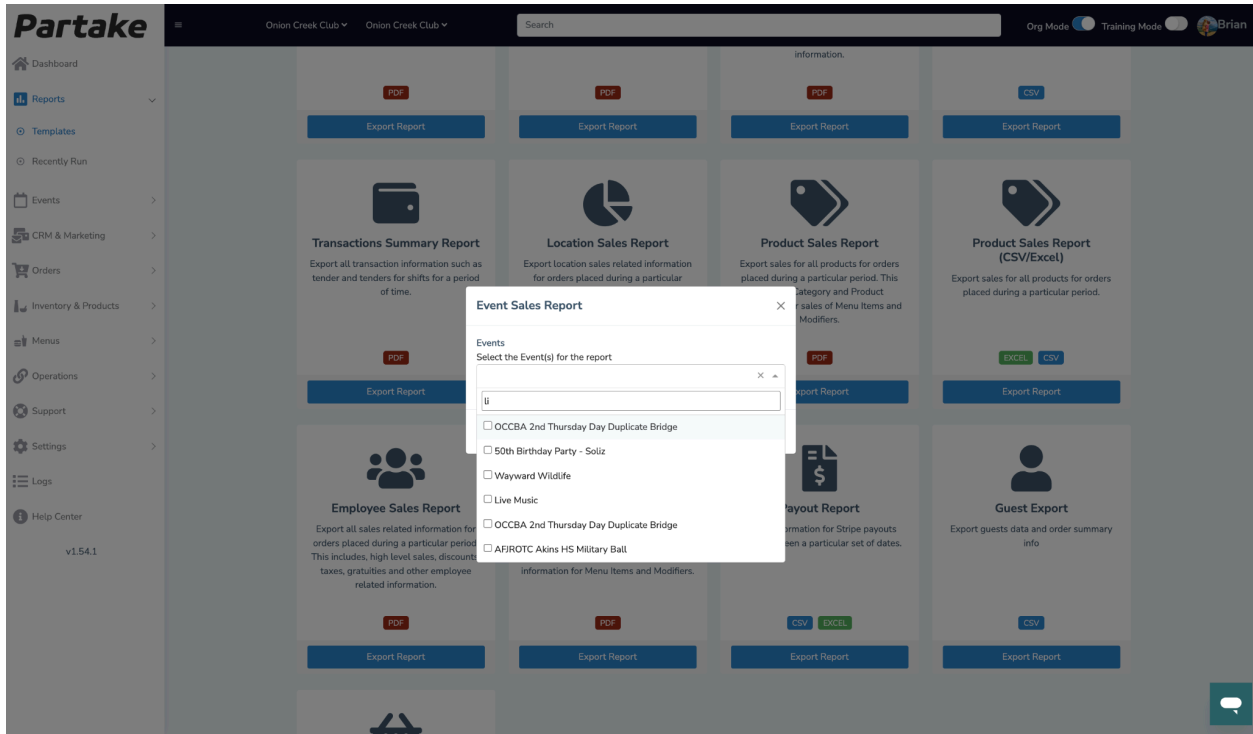 Partake
Onion Creek Club
Onion Creek Club
Search
Org Mode
Training Mode
Brian
Dashboard
Reports
Templates
Recently Run
Events
CRM & Marketing
Orders
Inventory & Products
Menus
Operations
Support
Settings
Logs
Help Center
v1.54.1
information.
PDF
PDF
PDF
CSV
Export Report
Export Report
Export Report
Export Report
Transactions Summary Report
Export all transaction information such as
tender and tenders for shifts for a period
of time.
PDF
Export Report
Location Sales Report
Export location sales related information
for orders placed during a particular
Product Sales Report
Export sales for all products for orders
placed during a particular period. This
Category and Product
r sales of Menu Items and
Modifiers.
PDF
xport Report
Product Sales Report
(CSV/Excel)
Export sales for all products for orders
placed during a particular period.
EXCEL
CSV
Export Report
Event Sales Report
Events
Select the Event(s) for the report
li
OCCBA 2nd Thursday Day Duplicate Bridge
50th Birthday Party - Soliz
Wayward Wildlife
Live Music
OCCBA 2nd Thursday Day Duplicate Bridge
AFJROTC Akins HS Military Ball
Employee Sales Report
Export all sales related information for
orders placed during a particular period
This includes, high level sales, discount
taxes, gratuities and other employee
related information.
PDF
Export Report
information for Menu Items and Modifiers.
PDF
Export Report
Payout Report
ormation for Stripe payouts
een a particular set of dates.
CSV
EXCEL
Export Report
Guest Export
Export guests data and order summary
info
CSV
Export Report